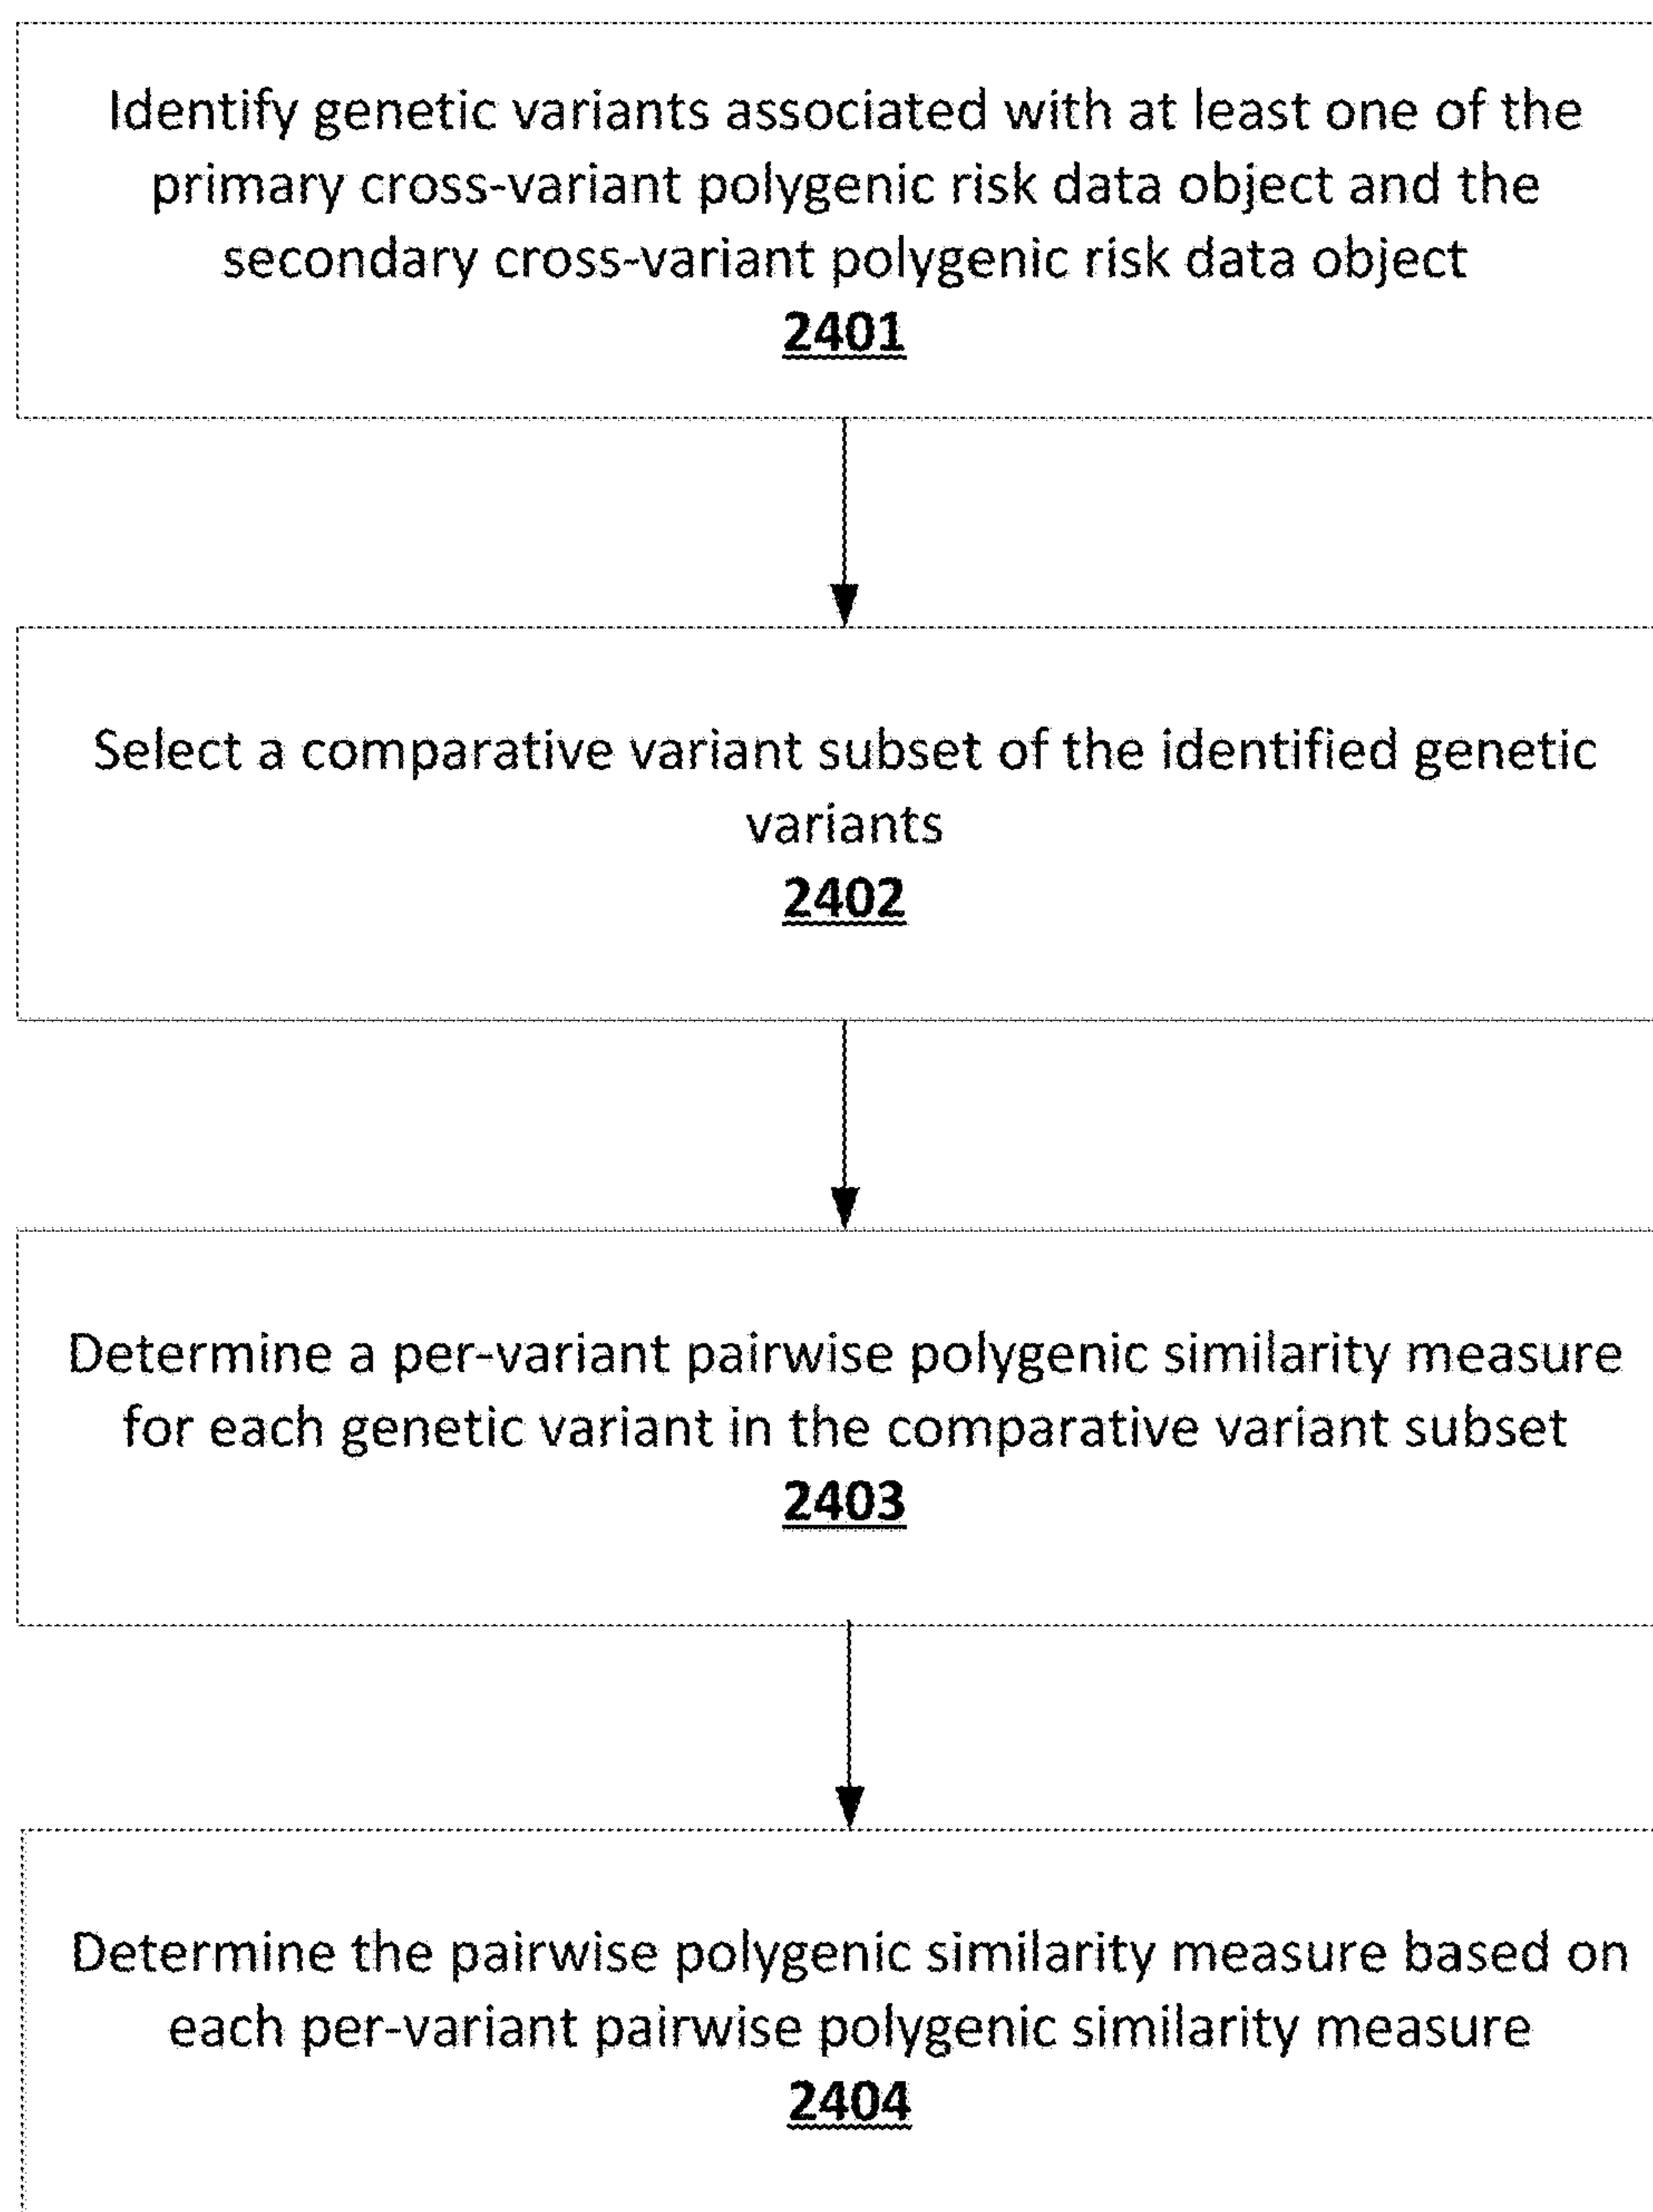 Identify genetic variants associated with at least one of the
primary cross-variant polygenic risk data object and the
secondary cross-variant polygenic risk data object
2401
Select a comparative variant subset of the identified genetic
variants
2402
Determine a per-variant pairwise polygenic similarity measure
for each genetic variant in the comparative variant subset
2403
Determine the pairwise polygenic similarity measure based on
each per-variant pairwise polygenic similarity measure
2404